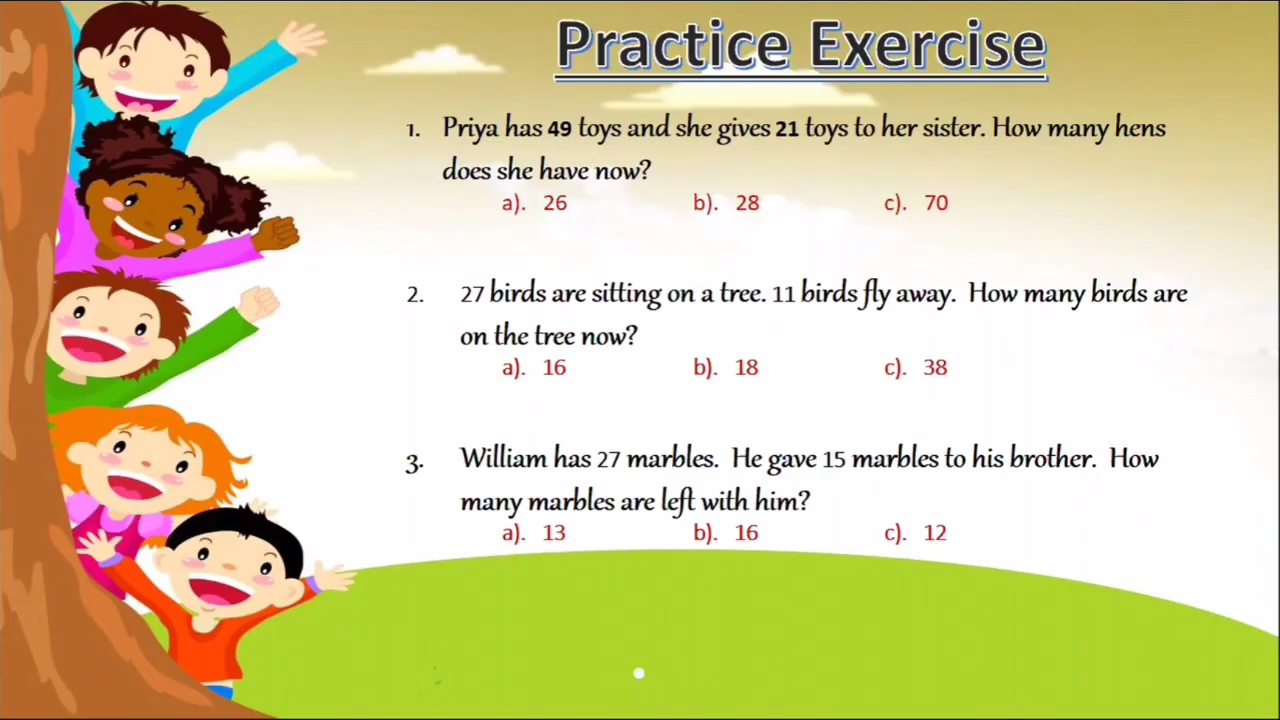 Practice Exercise
1. Priya has 49 toys and she gives 21 toys to her sister. How many hens
does she have now?
a). 26 b). 28 c). 70
2. 27 birds are sitting on a tree. 11 birds fly away. How many birds are
on the tree now?
a). 16 b). 18 c). 38
3. William has 27 marbles. He gave 15 marbles to his brother. How
many marbles are left with him?
a). 13 b). 16 c). 12